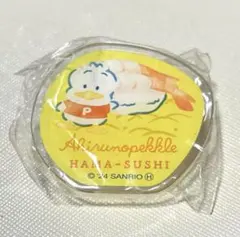 P
Ahirunopekkle
HAMA-SUSHI
© '24 SANRIO Ⓗ